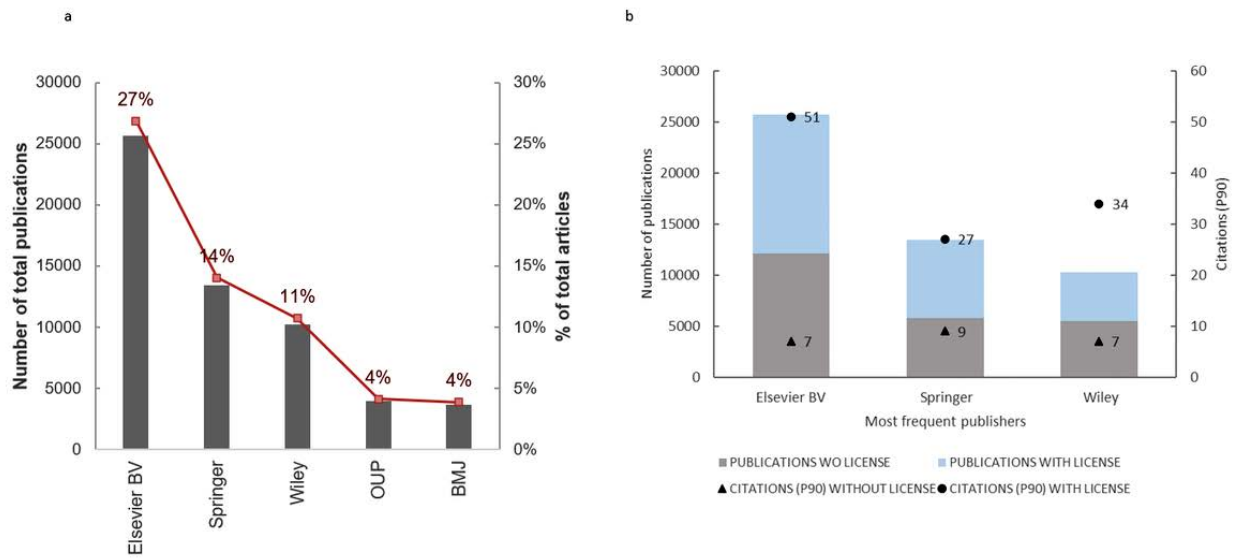 a
Number of total publications
30000
25000
20000
15000
10000
5000
0
27%
14%
11%
4%
4%
30%
25%
20%
15%
10%
5%
0%
% of total articles
Elsevier BV
Springer
Wiley
OUP
BMJ
b
Number of publications
30000
25000
20000
15000
10000
5000
0
51
27
34
7
9
7
60
50
40
30
20
10
0
Citations (P90)
Elsevier BV Springer Wiley
Most frequent publishers
PUBLICATIONS WO LICENSE PUBLICATIONS WITH LICENSE
CITATIONS (P90) WITHOUT LICENSE CITATIONS (P90) WITH LICENSE